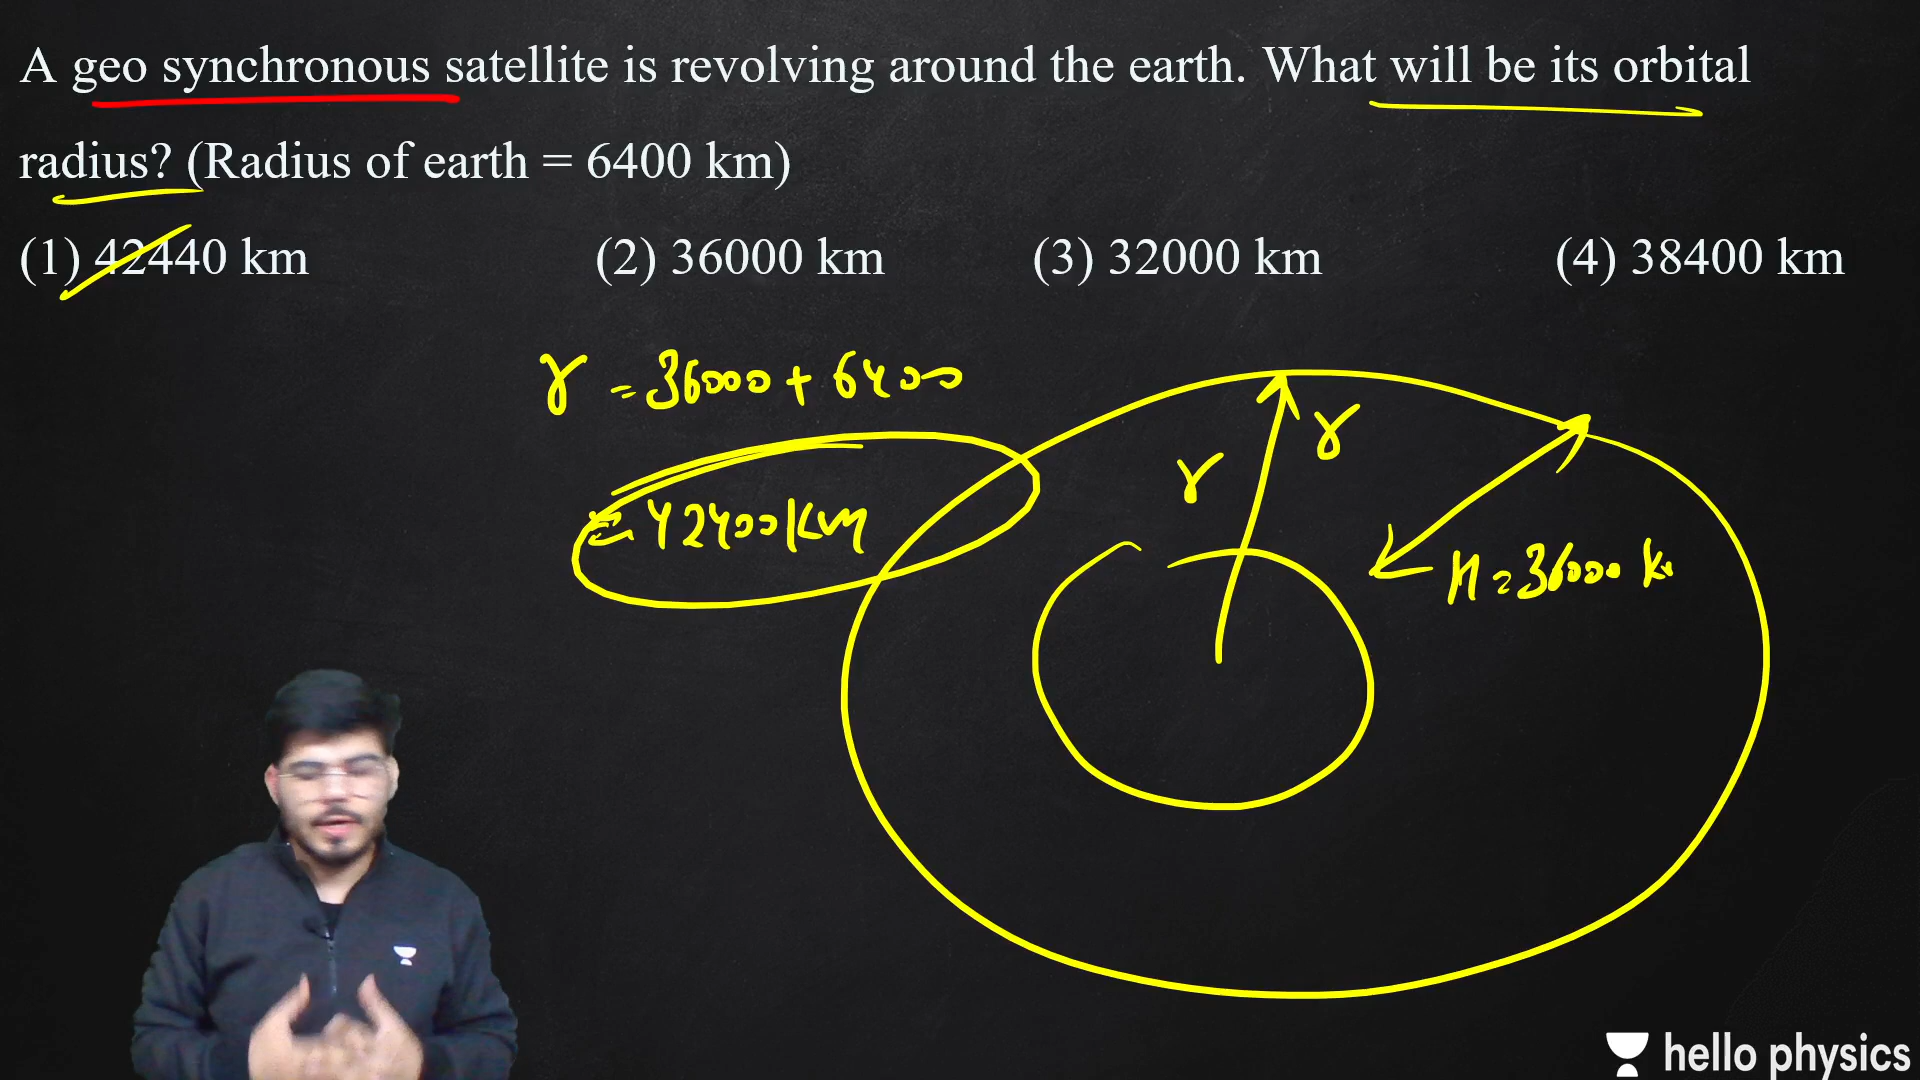 A geo synchronous satellite is revolving around the earth. What will be its orbital
radius? (Radius of earth = 6400 km)
(1) 42440 km (2) 36000 km (3) 32000 km (4) 38400 km
r = 36000 + 6400
= 42400 km
r
r
H = 36000 km
hello physics